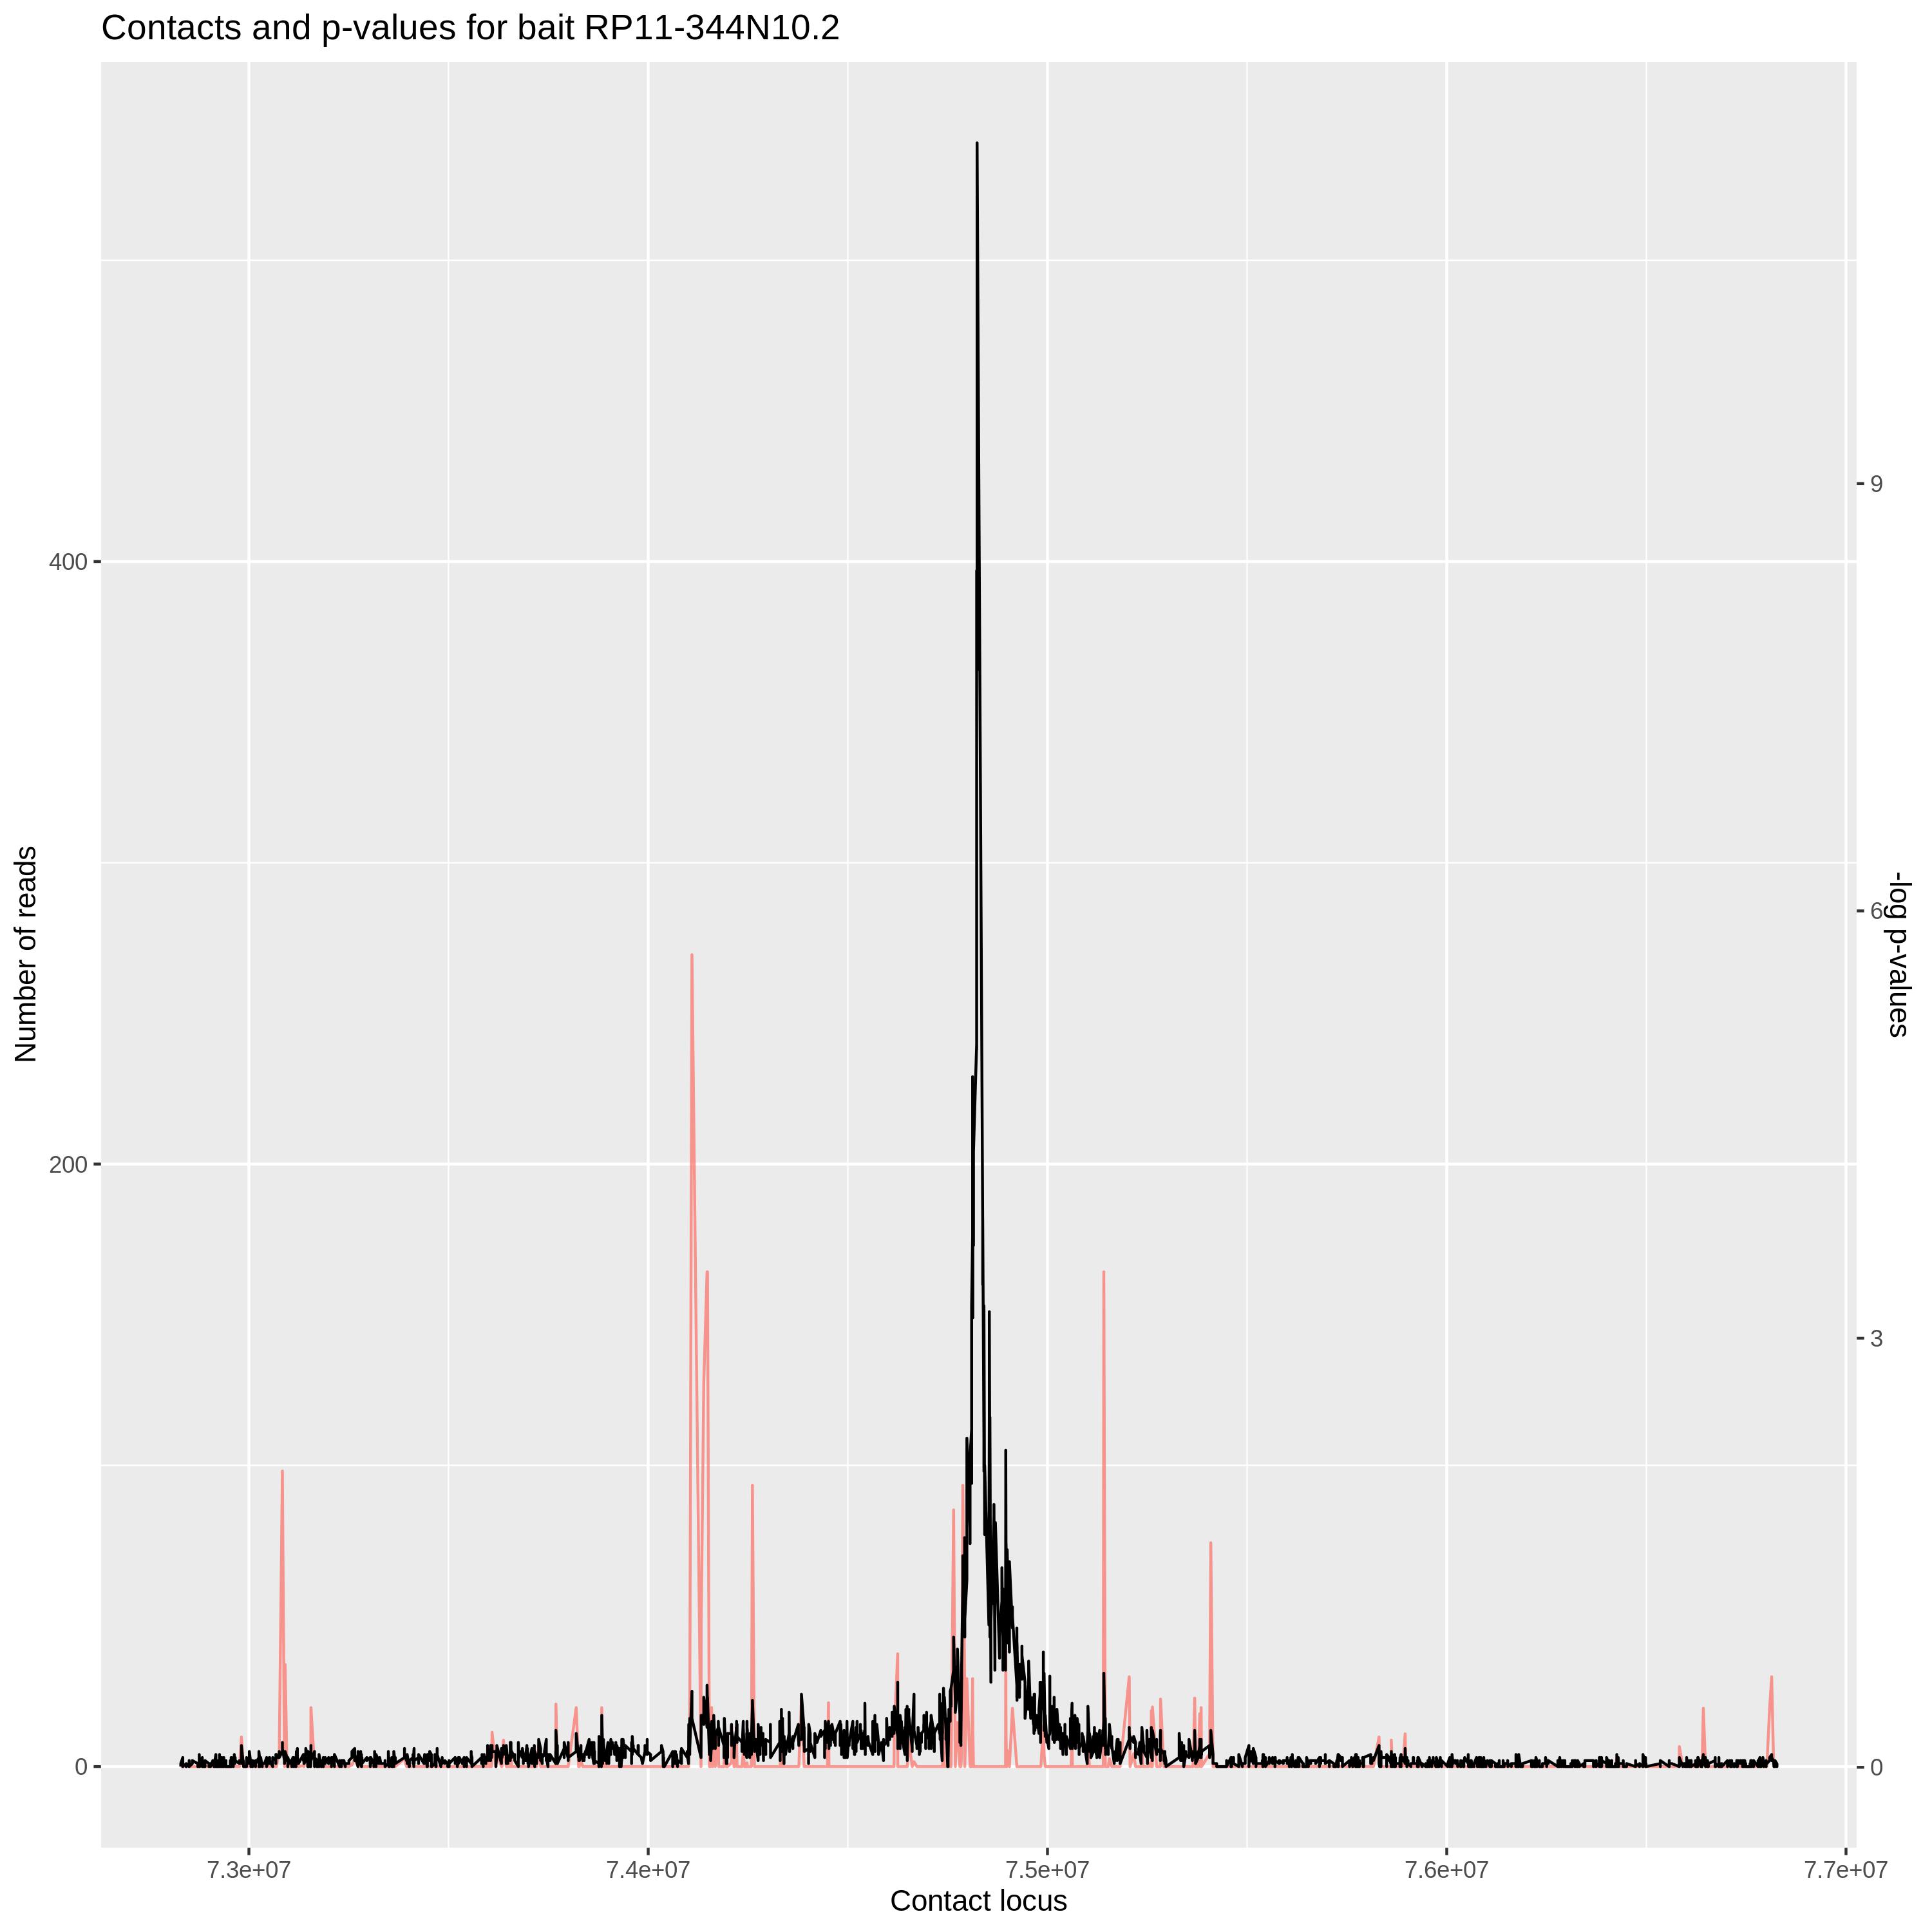 Contacts and p-values for bait RP11-344N10.2
Number of reads
400
200
0
9
6
3
0
-log p-values
7.3e+07 7.4e+07 7.5e+07 7.6e+07 7.7e+07
Contact locus